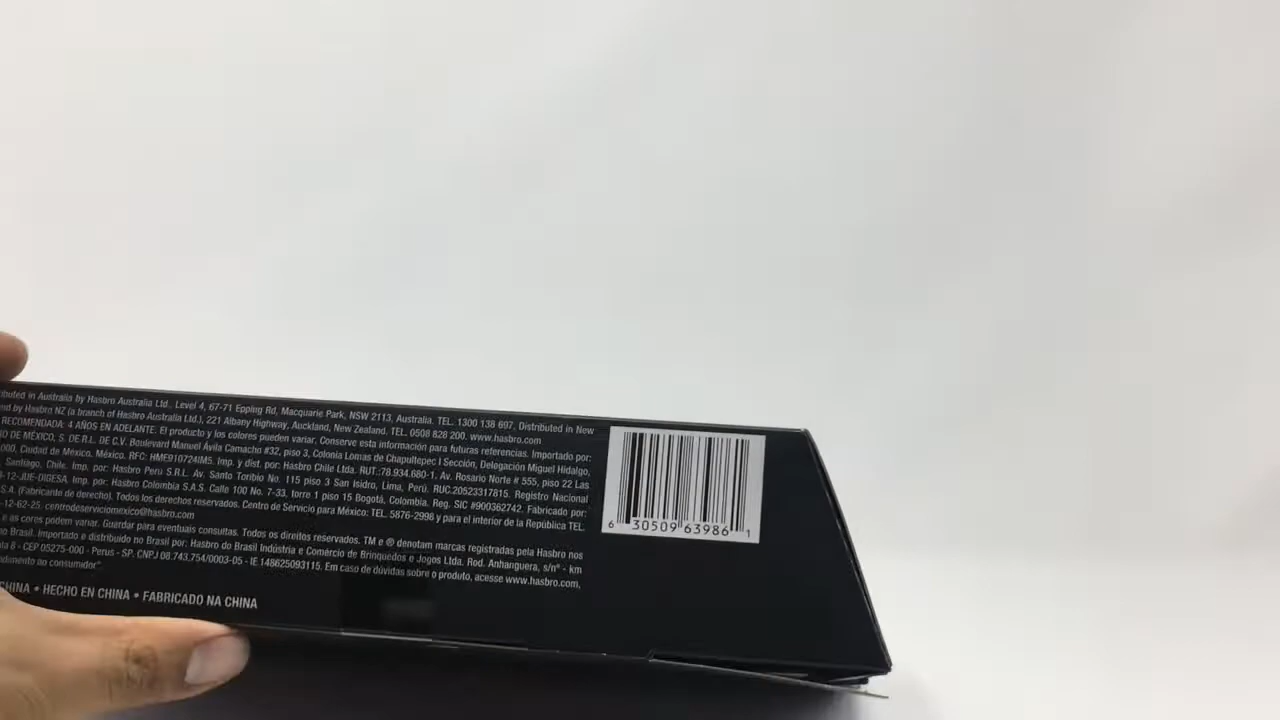 ributed in Australia by Hasbro Australia Ltd., Level 4, 67-71 Epping Rd, Macquarie Park, NSW 2113, Australia. TEL. 1300 138 697. Distributed in New
nd by Hasbro NZ (a branch of Hasbro Australia Ltd.), 221 Albany Highway, Auckland, New Zealand. TEL. 0508 828 200. www.hasbro.com
RECOMENDADA: 4 AÑOS EN ADELANTE. El producto y los colores pueden variar. Conserve esta información para futuras referencias. Importado por:
O DE MÉXICO, S. DE R.L. DE C.V. Boulevard Manuel Ávila Camacho #32, piso 3, Colonia Lomas de Chapultepec I Sección, Delegación Miguel Hidalgo,
000, Ciudad de México, México. RFC: HME910724IM5. Imp. y dist. por: Hasbro Chile Ltda. RUT.:78.934.680-1. Av. Rosario Norte # 555, piso 22 Las
Santiago, Chile. Imp. por: Hasbro Perú S.R.L. Av. Santo Toribio No. 115 piso 3 San Isidro, Lima, Perú. RUC.20523317815. Registro Nacional
-12-JUE-DIGESA. Imp. por: Hasbro Colombia S.A.S. Calle 100 No. 7-33, torre 1 piso 15 Bogotá, Colombia. Reg. SIC #900362742. Fabricado por:
S.A. (Fabricante de derecho). Todos los derechos reservados. Centro de Servicio para México: TEL. 5876-2998 y para el interior de la República TEL.
-12-62-25. centrodeserviciomexico@hasbro.com
e as cores podem variar. Guardar para eventuais consultas. Todos os direitos reservados. TM e ® denotam marcas registradas pela Hasbro nos
no Brasil. Importado e distribuído no Brasil por: Hasbro do Brasil Indústria e Comércio de Brinquedos e Jogos Ltda. Rod. Anhanguera, s/nº - km
ala 6 - CEP 05275-000 - Perus - SP. CNPJ 08.743.754/0003-05 - IE 148625093115. Em caso de dúvidas sobre o produto, acesse www.hasbro.com,
ndimento ao consumidor"
CHINA • HECHO EN CHINA • FABRICADO NA CHINA
6 30509 63986 1